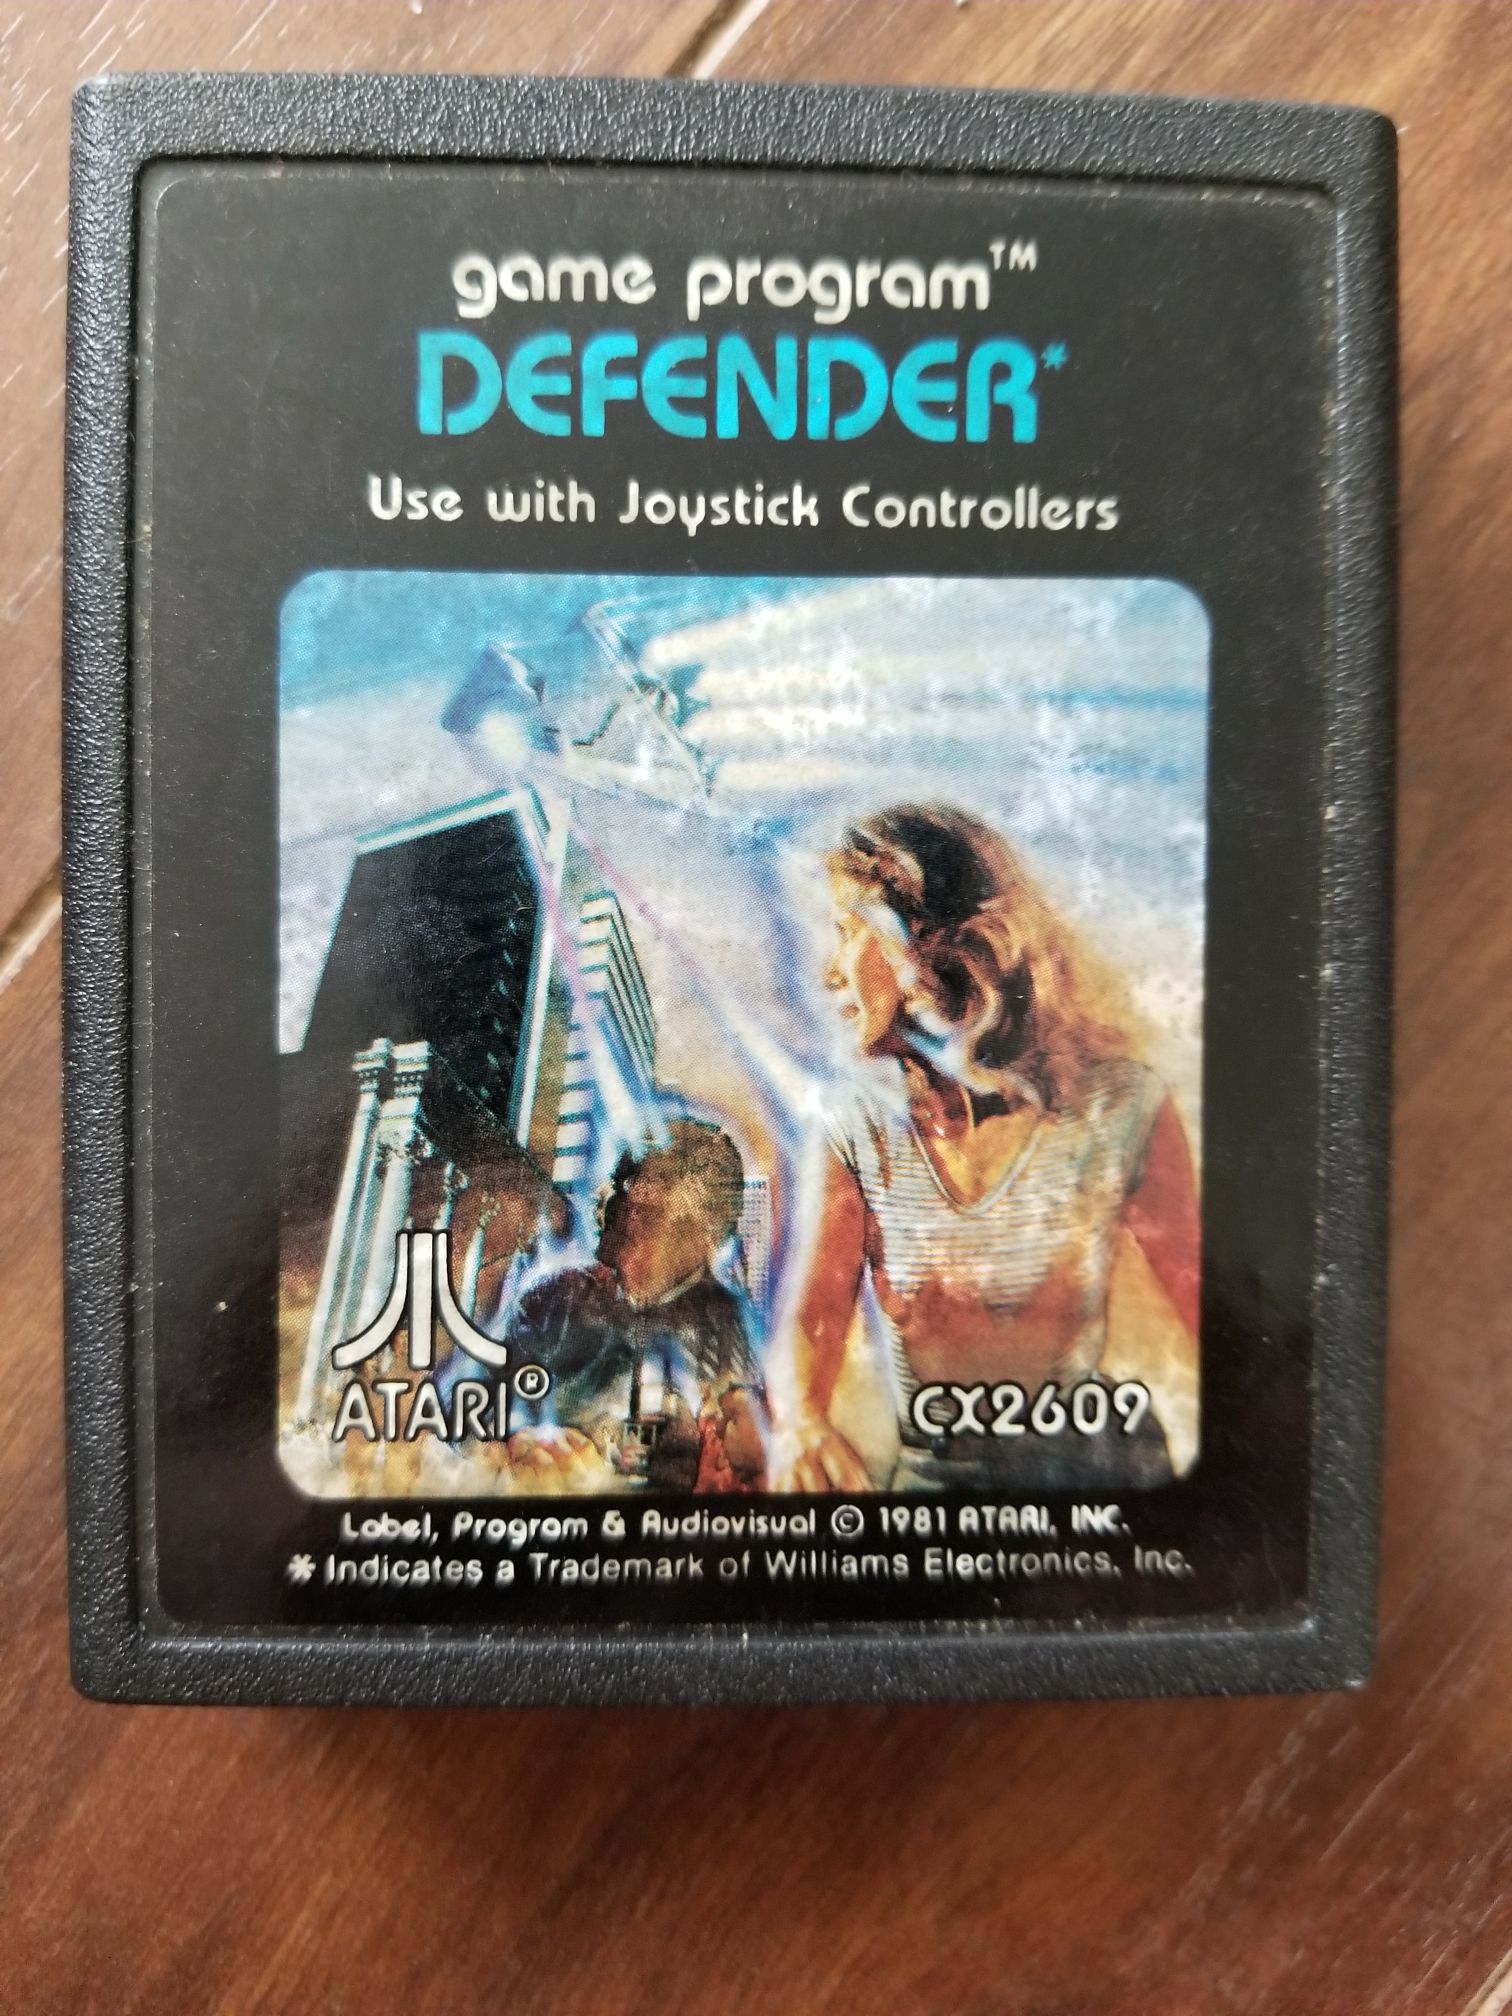 game program™
DEFENDER*
Use with Joystick Controllers
ATARI®
CX2609
Label, Program & Audiovisual © 1981 ATARI, INC.
* Indicates a Trademark of Williams Electronics, Inc.